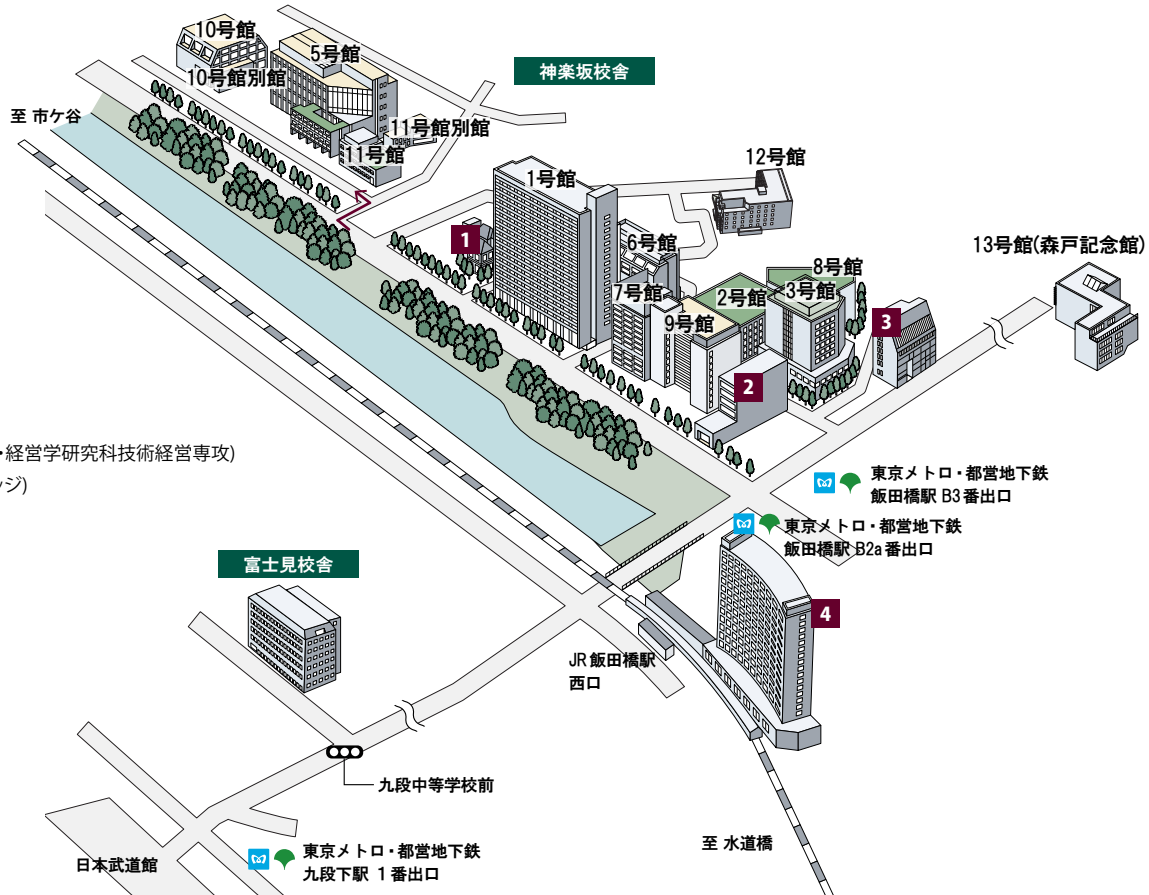 10号館
5号館
神楽坂校舎
10号館別館
至 市ケ谷
11号館別館
11号館
12号館
1号館
1
6号館
13号館(森戸記念館)
8号館
7号館
2号館
3号館
9号館
3
2
・経営学研究科技術経営専攻)
ッジ)
東京メトロ・都営地下鉄
飯田橋駅 B3番出口
東京メトロ・都営地下鉄
飯田橋駅 B2a番出口
富士見校舎
4
JR飯田橋駅
西口
九段中等学校前
至 水道橋
日本武道館
東京メトロ・都営地下鉄
九段下駅 1番出口